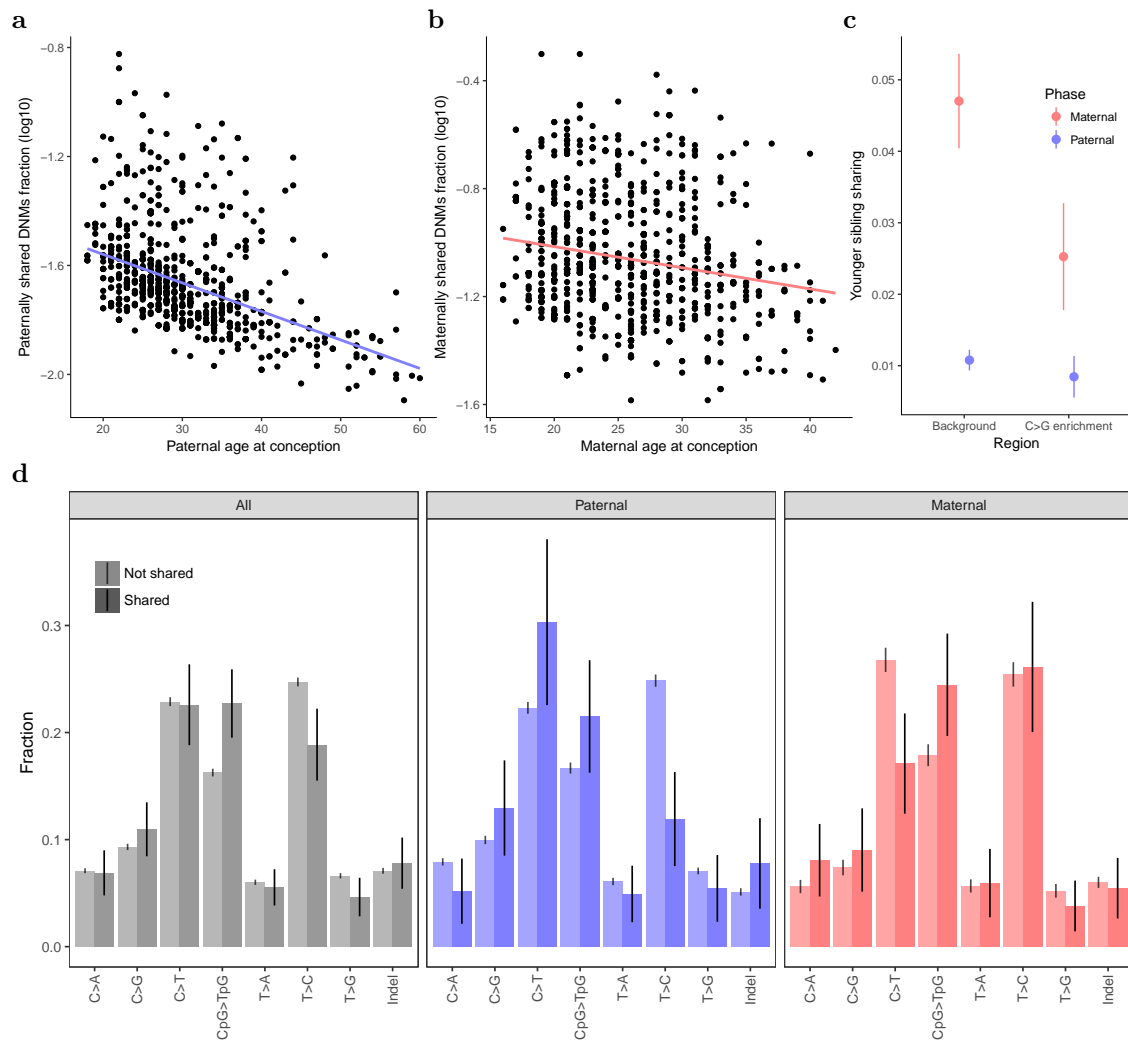 a
Paternally shared DNMs fraction (log10)
−0.8
−1.2
−1.6
−2.0
20
30
40
50
60
Paternal age at conception
b
Maternally shared DNMs fraction (log10)
−0.4
−0.8
−1.2
−1.6
15
20
25
30
35
40
Maternal age at conception
c
Younger sibling sharing
0.05
0.04
0.03
0.02
0.01
Phase
Maternal
Paternal
Background
C>G enrichment
Region
d
All
Paternal
Maternal
Not shared
Shared
Fraction
0.3
0.2
0.1
0.0
C>A
C>G
C>T
CpG>TpG
T>A
T>C
T>G
Indel
C>A
C>G
C>T
CpG>TpG
T>A
T>C
T>G
Indel
C>A
C>G
C>T
CpG>TpG
T>A
T>C
T>G
Indel